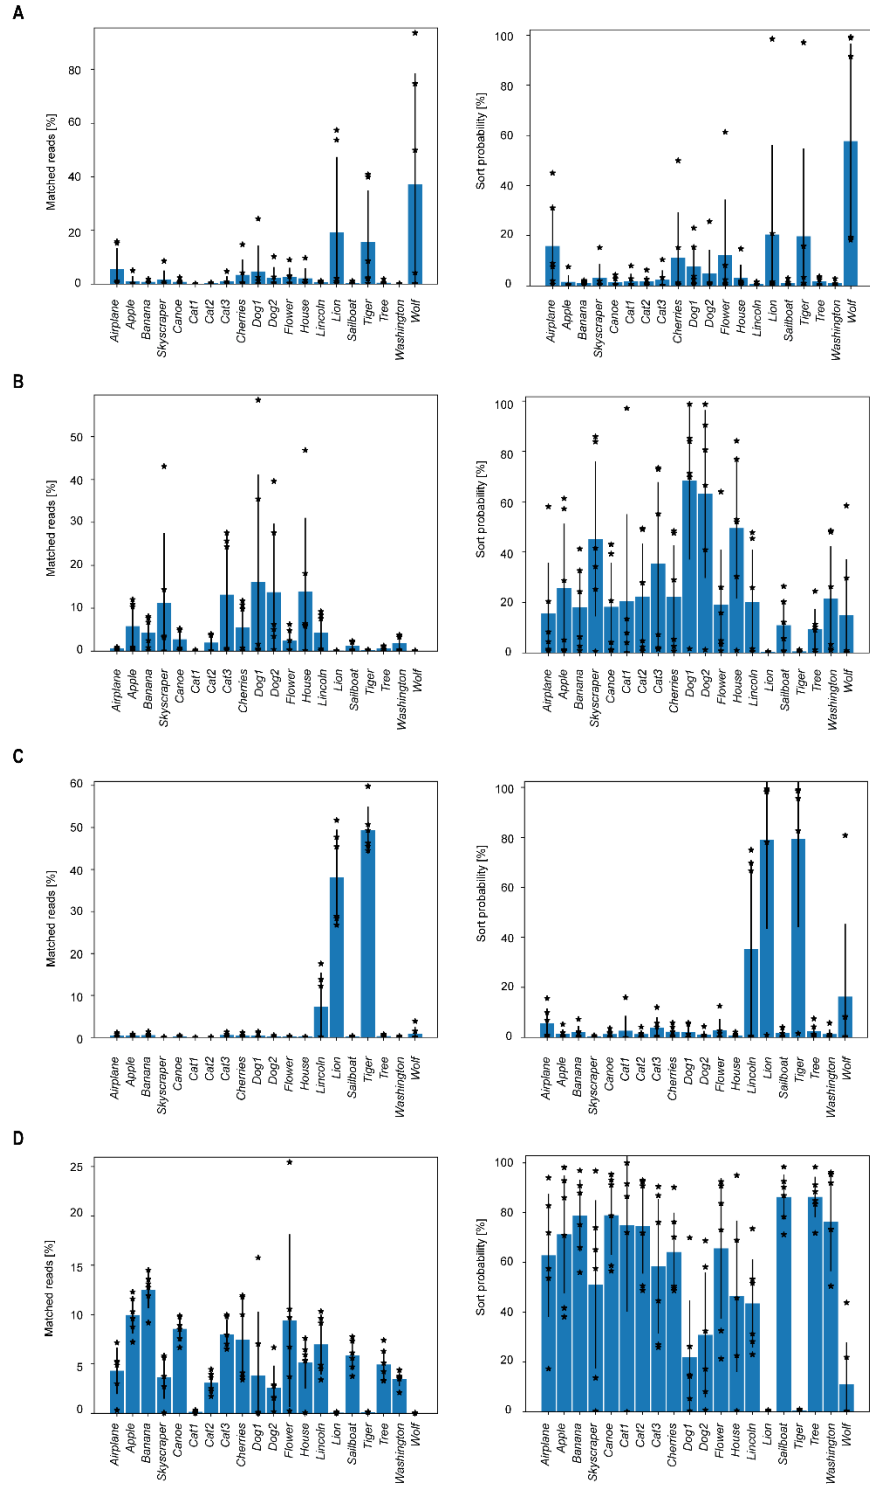 A
Matched reads [%]
80
60
40
20
0
Airplane
Apple
Banana
Skyscraper
Canoe
Cat1
Cat2
Cat3
Cherries
Dog1
Dog2
Flower
House
Lincoln
Lion
Sailboat
Tiger
Tree
Washington
Wolf
Sort probability [%]
100
80
60
40
20
0
Airplane
Apple
Banana
Skyscraper
Canoe
Cat1
Cat2
Cat3
Cherries
Dog1
Dog2
Flower
House
Lincoln
Lion
Sailboat
Tiger
Tree
Washington
Wolf
B
Matched reads [%]
50
40
30
20
10
0
Airplane
Apple
Banana
Skyscraper
Canoe
Cat1
Cat2
Cat3
Cherries
Dog1
Dog2
Flower
House
Lincoln
Lion
Sailboat
Tiger
Tree
Washington
Wolf
Sort probability [%]
100
80
60
40
20
0
Airplane
Apple
Banana
Skyscraper
Canoe
Cat1
Cat2
Cat3
Cherries
Dog1
Dog2
Flower
House
Lincoln
Lion
Sailboat
Tiger
Tree
Washington
Wolf
C
Matched reads [%]
60
50
40
30
20
10
0
Airplane
Apple
Banana
Skyscraper
Canoe
Cat1
Cat2
Cat3
Cherries
Dog1
Dog2
Flower
House
Lincoln
Lion
Sailboat
Tiger
Tree
Washington
Wolf
Sort probability [%]
100
80
60
40
20
0
Airplane
Apple
Banana
Skyscraper
Canoe
Cat1
Cat2
Cat3
Cherries
Dog1
Dog2
Flower
House
Lincoln
Lion
Sailboat
Tiger
Tree
Washington
Wolf
D
Matched reads [%]
25
20
15
10
5
0
Airplane
Apple
Banana
Skyscraper
Canoe
Cat1
Cat2
Cat3
Cherries
Dog1
Dog2
Flower
House
Lincoln
Lion
Sailboat
Tiger
Tree
Washington
Wolf
Sort probability [%]
100
80
60
40
20
0
Airplane
Apple
Banana
Skyscraper
Canoe
Cat1
Cat2
Cat3
Cherries
Dog1
Dog2
Flower
House
Lincoln
Lion
Sailboat
Tiger
Tree
Washington
Wolf